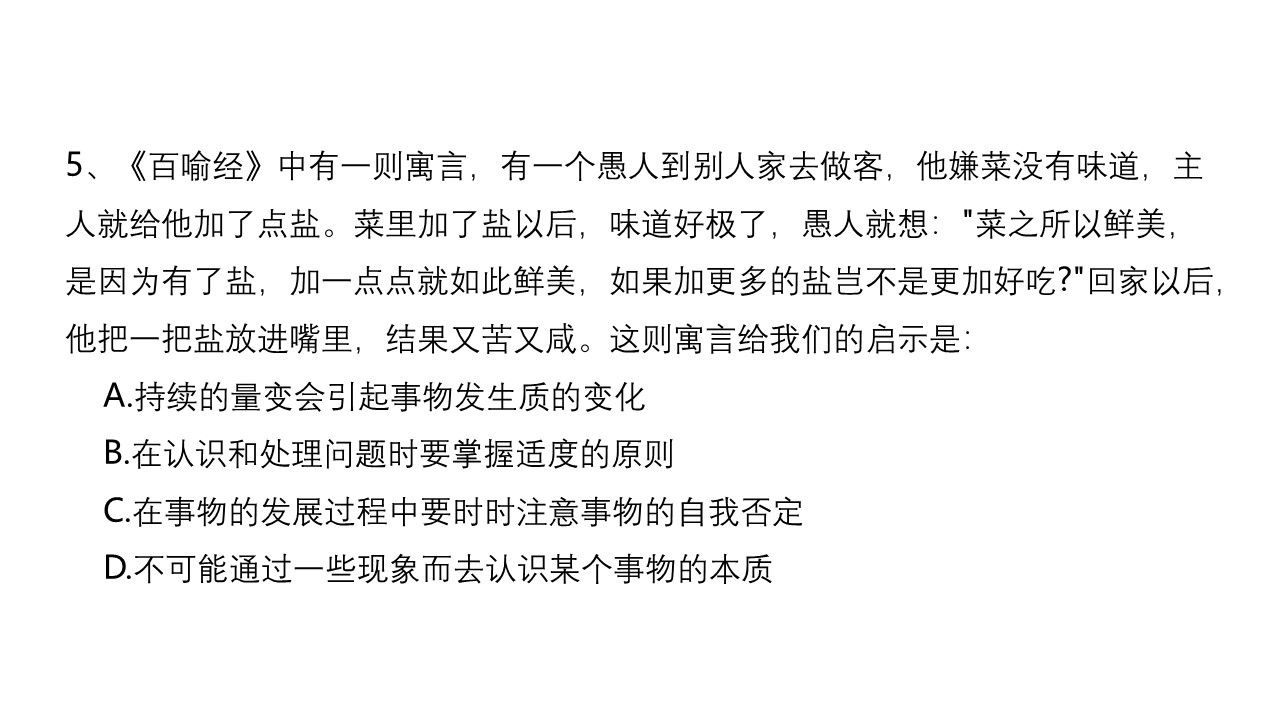 5、《百喻经》中有一则寓言，有一个愚人到别人家去做客，他嫌菜没有味道，主
人就给他加了点盐。菜里加了盐以后，味道好极了，愚人就想："菜之所以鲜美，
是因为有了盐，加一点点就如此鲜美，如果加更多的盐岂不是更加好吃?"回家以后，
他把一把盐放进嘴里，结果又苦又咸。这则寓言给我们的启示是：
A.持续的量变会引起事物发生质的变化
B.在认识和处理问题时要掌握适度的原则
C.在事物的发展过程中要时时注意事物的自我否定
D.不可能通过一些现象而去认识某个事物的本质